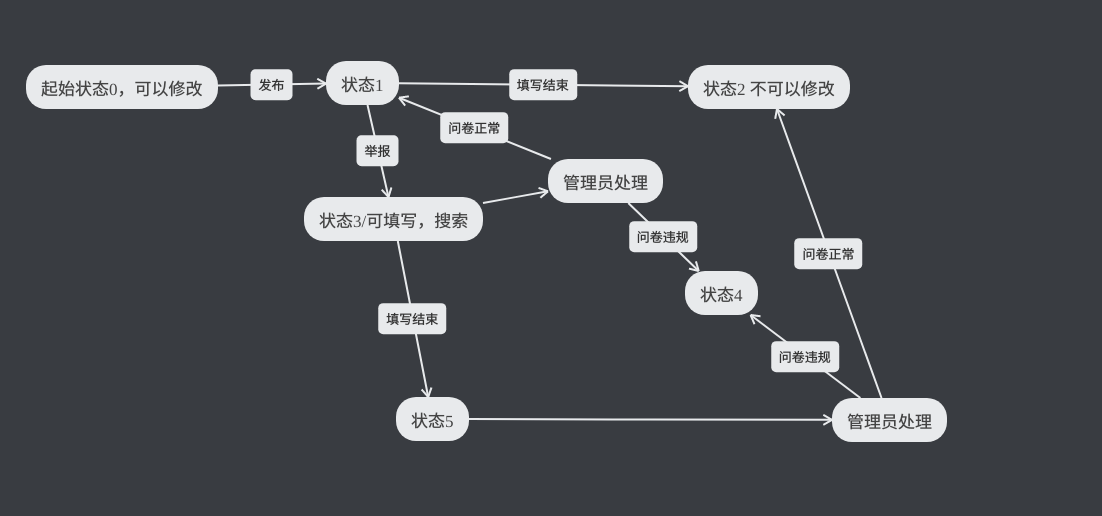 起始状态0，可以修改
发布
状态1
填写结束
状态2 不可以修改
问卷正常
举报
管理员处理
状态3/可填写，搜索
问卷违规
问卷正常
状态4
填写结束
问卷违规
状态5
管理员处理